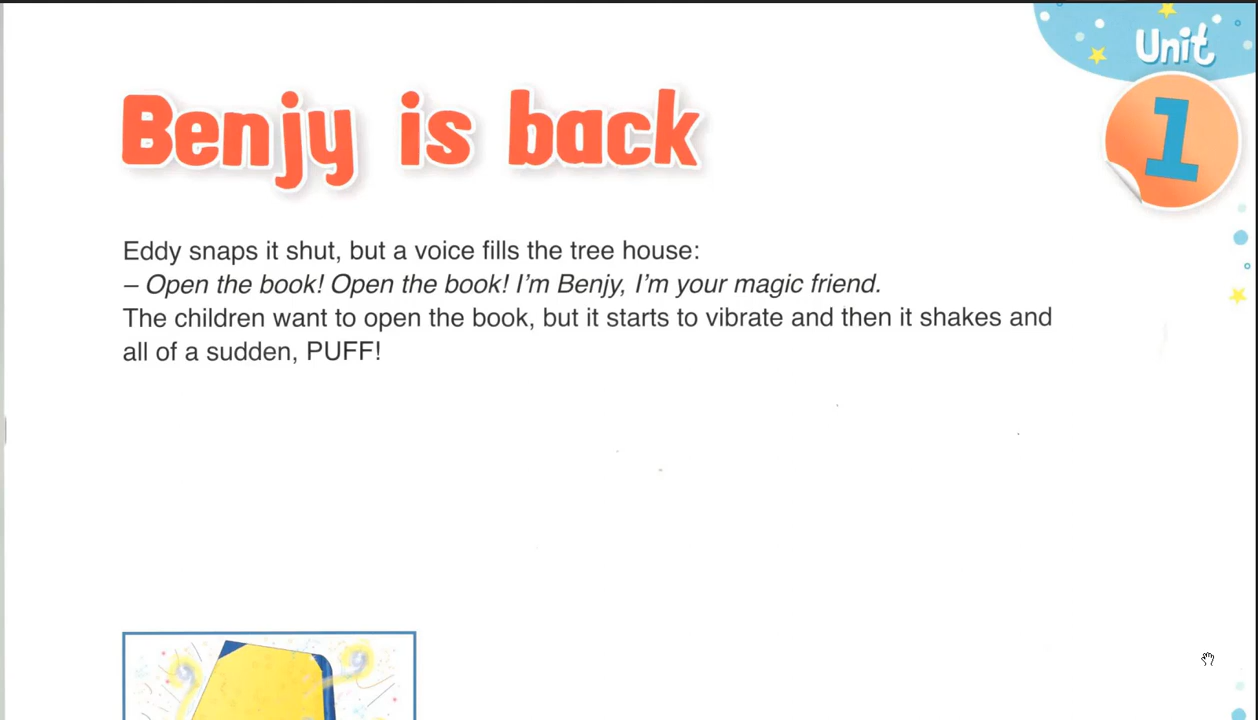 Unit
1
Benjy is back
Eddy snaps it shut, but a voice fills the tree house:
– Open the book! Open the book! I'm Benjy, I'm your magic friend.
The children want to open the book, but it starts to vibrate and then it shakes and
all of a sudden, PUFF!